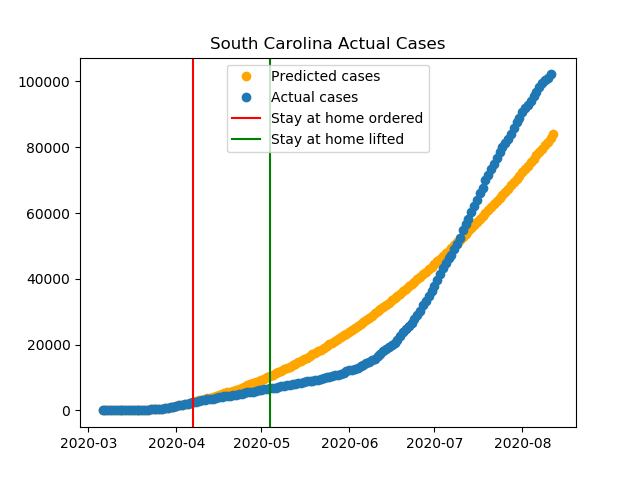 South Carolina Actual Cases
Predicted cases
Actual cases
Stay at home ordered
Stay at home lifted
100000
80000
60000
40000
20000
0
2020-03 2020-04 2020-05 2020-06 2020-07 2020-08